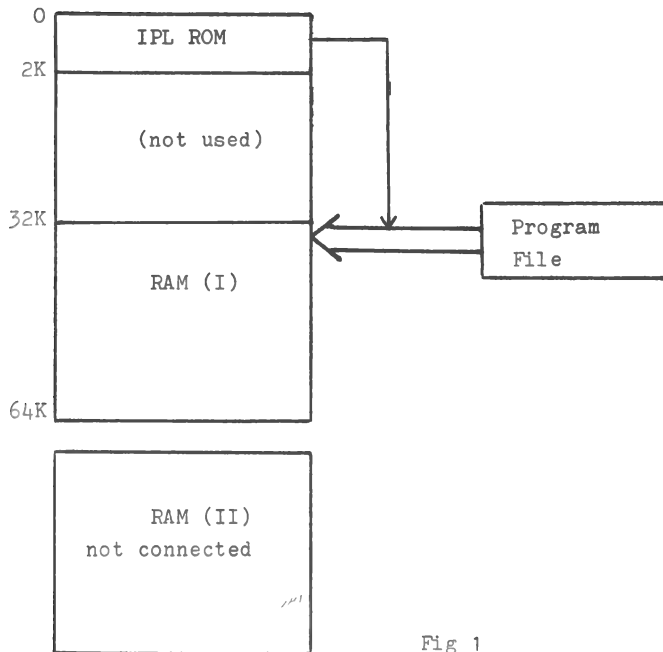 0
IPL ROM
2K
(not used)
32K
Program
File
RAM (I)
64K
RAM (II)
not connected
Fig 1